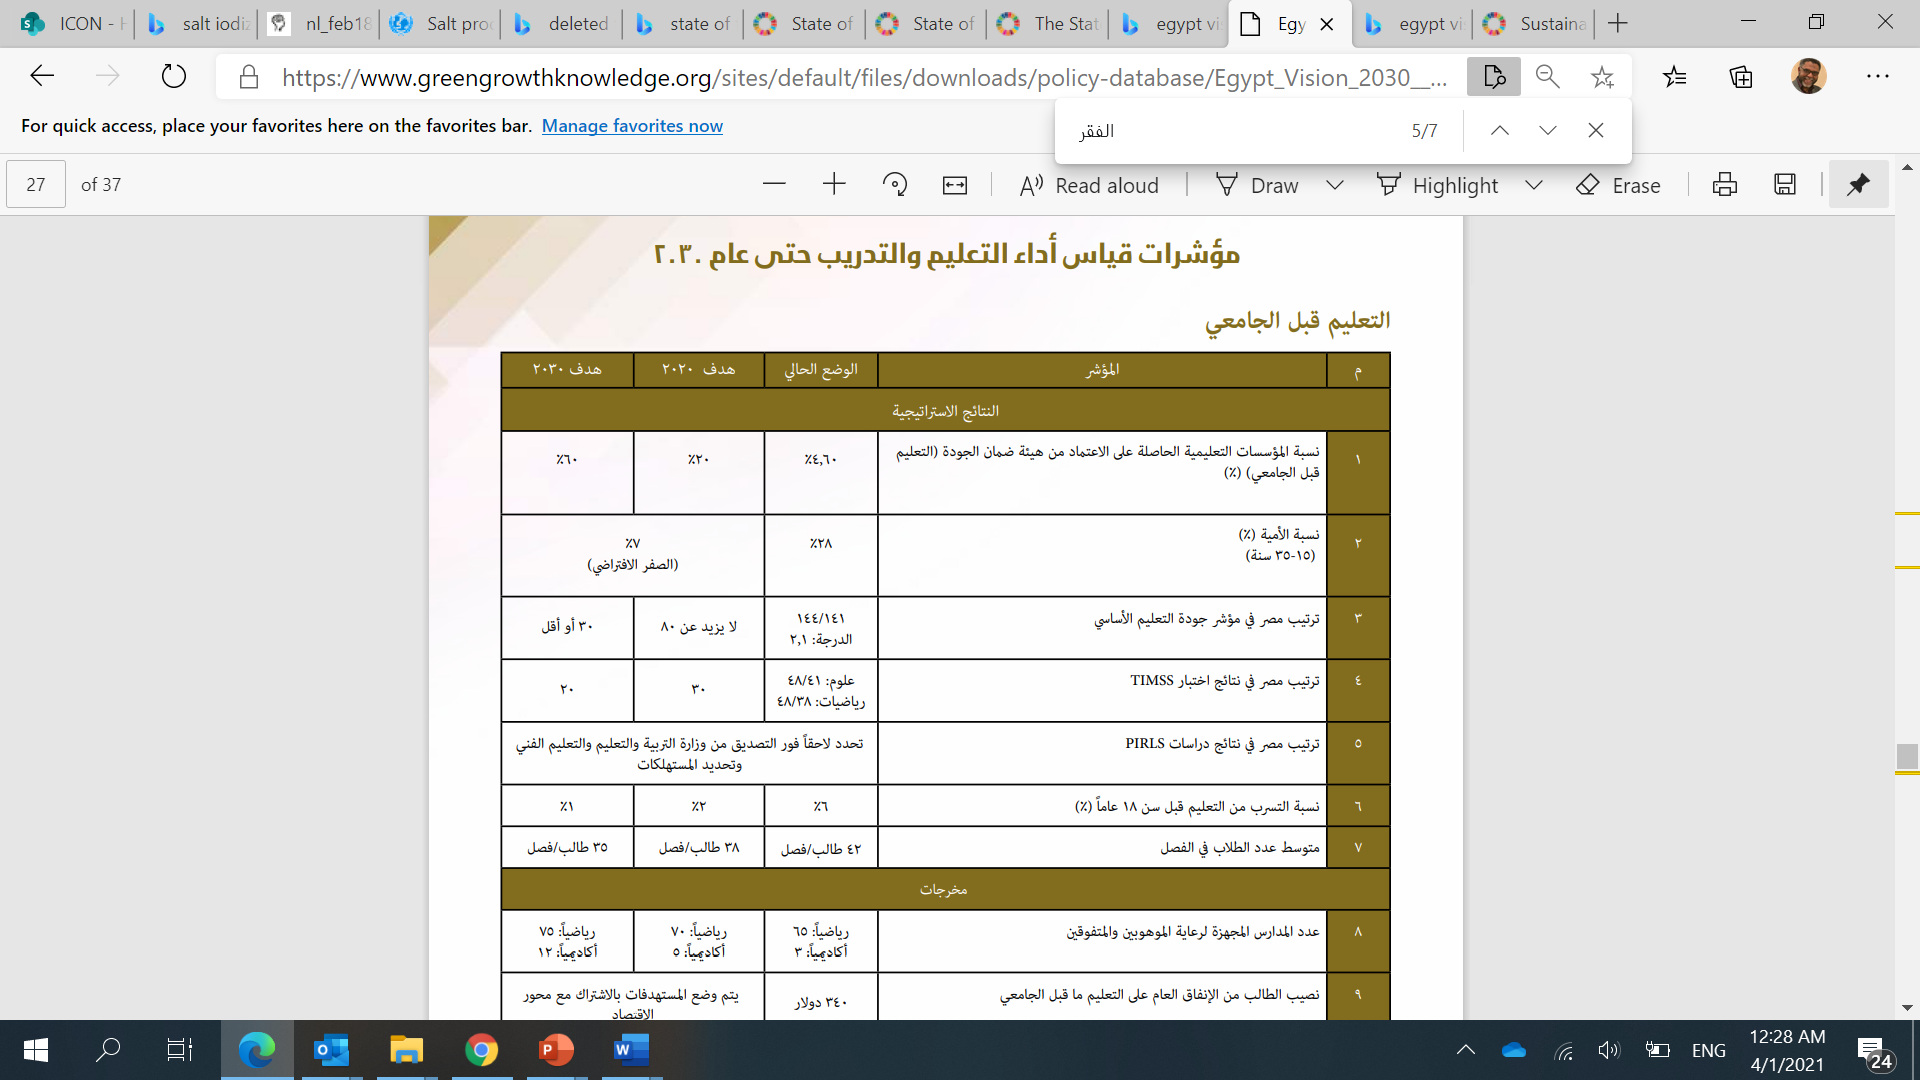 ICON - H
salt iodiz
nl_feb18
Salt proc
deleted
state of
State of
State of
The Stat
egypt vi
Egy
egypt vi
Sustaina
https://www.greengrowthknowledge.org/sites/default/files/downloads/policy-database/Egypt_Vision_2030__...
For quick access, place your favorites here on the favorites bar. Manage favorites now
الفقر 5/7
27 of 37
Read aloud Draw Highlight Erase
مؤشرات قياس أداء التعليم والتدريب حتى عام ٢٠٣٠
التعليم قبل الجامعي
م المؤشر الوضع الحالي هدف ٢٠٢٠ هدف ٢٠٣٠
النتائج الاستراتيجية
١ نسبة المؤسسات التعليمية الحاصلة على الاعتماد من هيئة ضمان الجودة (التعليم ٤,٦٠٪ ٢٠٪ ٦٠٪
قبل الجامعي) (٪)
٢ نسبة الأمية (٪) ٢٨٪ ٧٪
(١٥-٣٥ سنة) (الصفر الافتراضي)
٣ ترتيب مصر في مؤشر جودة التعليم الأساسي ١٤٤/١٤١ لا يزيد عن ٨٠ ٣٠ أو أقل
الدرجة: ٢,١
٤ ترتيب مصر في نتائج اختبار TIMSS علوم: ٤٨/٤١ ٣٠ ٢٠
رياضيات: ٤٨/٣٨
٥ ترتيب مصر في نتائج دراسات PIRLS تحدد لاحقاً فور التصديق من وزارة التربية والتعليم والتعليم الفني
وتحديد المستهلكات
٦ نسبة التسرب من التعليم قبل سن ١٨ عاماً (٪) ٦٪ ٢٪ ١٪
٧ متوسط عدد الطلاب في الفصل ٤٢ طالب/فصل ٣٨ طالب/فصل ٣٥ طالب/فصل
مخرجات
٨ عدد المدارس المجهزة لرعاية الموهوبين والمتفوقين رياضياً: ٦٥ رياضياً: ٧٠ رياضياً: ٧٥
أكاديمياً: ٣ أكاديمياً: ٥ أكاديمياً: ١٢
٩ نصيب الطالب من الإنفاق العام على التعليم ما قبل الجامعي ٣٤٠ دولار يتم وضع المستهدفات بالاشتراك مع محور
الاقتصاد
ENG
12:28 AM
4/1/2021
24